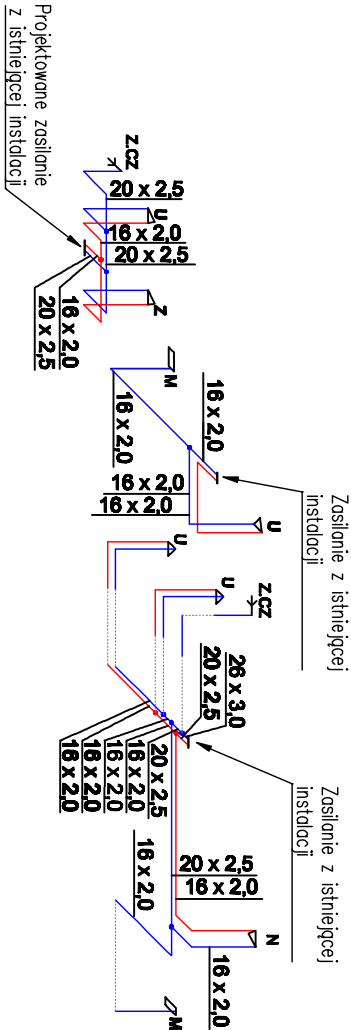 Projektowane zasilanie
z istniejącej instalacji
Z.CZ
20 x 2,5
U
16 x 2,0
20 x 2,5
Z
16 x 2,0
20 x 2,5
Zasilanie z istniejącej
instalacji
M
16 x 2,0
16 x 2,0
16 x 2,0
16 x 2,0
U
Zasilanie z istniejącej
instalacji
U
U
Z.CZ
26 x 3,0
20 x 2,5
20 x 2,5
16 x 2,0
16 x 2,0
16 x 2,0
16 x 2,0
20 x 2,5
16 x 2,0
N
16 x 2,0
16 x 2,0
M